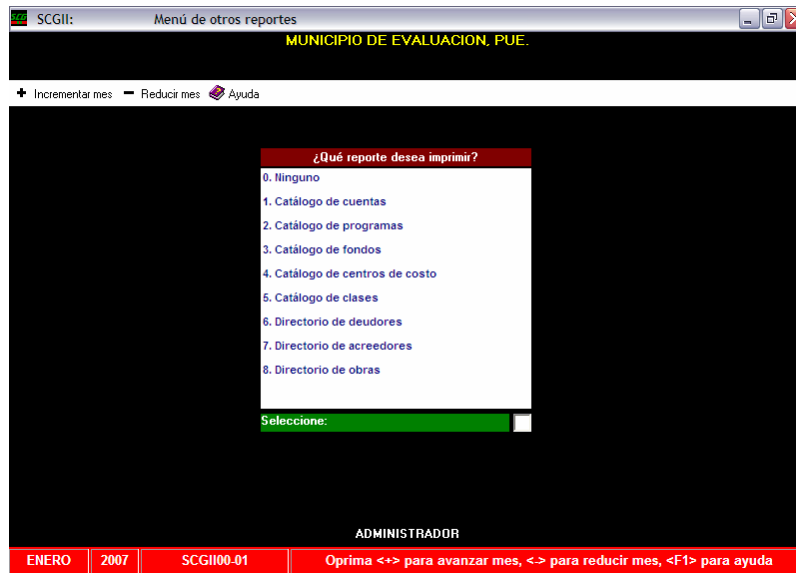 SCG SCGII: Menú de otros reportes
MUNICIPIO DE EVALUACION, PUE.
+ Incrementar mes - Reducir mes Ayuda
¿Qué reporte desea imprimir?
0. Ninguno
1. Catálogo de cuentas
2. Catálogo de programas
3. Catálogo de fondos
4. Catálogo de centros de costo
5. Catálogo de clases
6. Directorio de deudores
7. Directorio de acreedores
8. Directorio de obras
Seleccione:
ADMINISTRADOR
ENERO 2007 SCGII00-01 Oprima <+> para avanzar mes, <-> para reducir mes, <F1> para ayuda